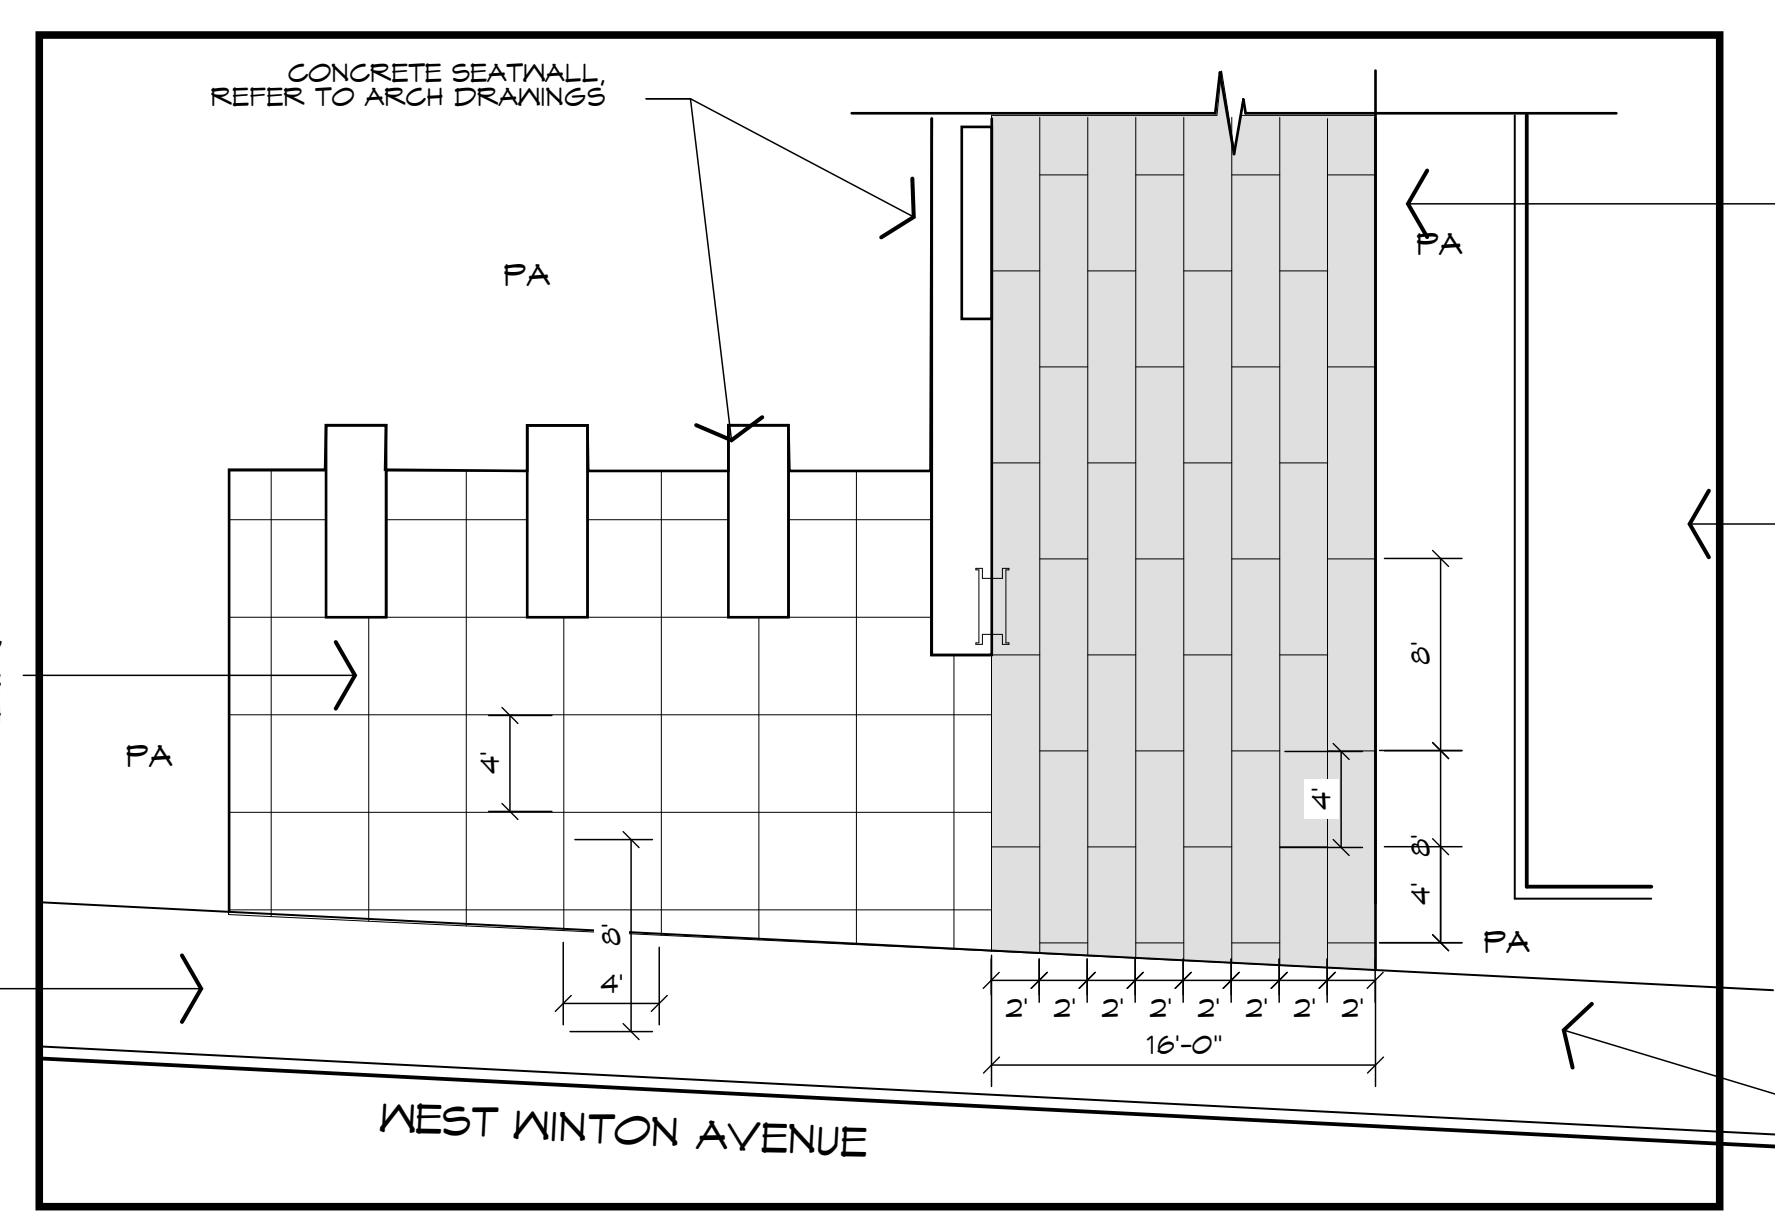 CONCRETE SEATWALL,
REFER TO ARCH DRAWINGS
PA
PA
8'
4'
4'
PA
8'
4'
8'
PA
4'
2' 2' 2' 2' 2' 2' 2' 2'
16'-0"
WEST WINTON AVENUE